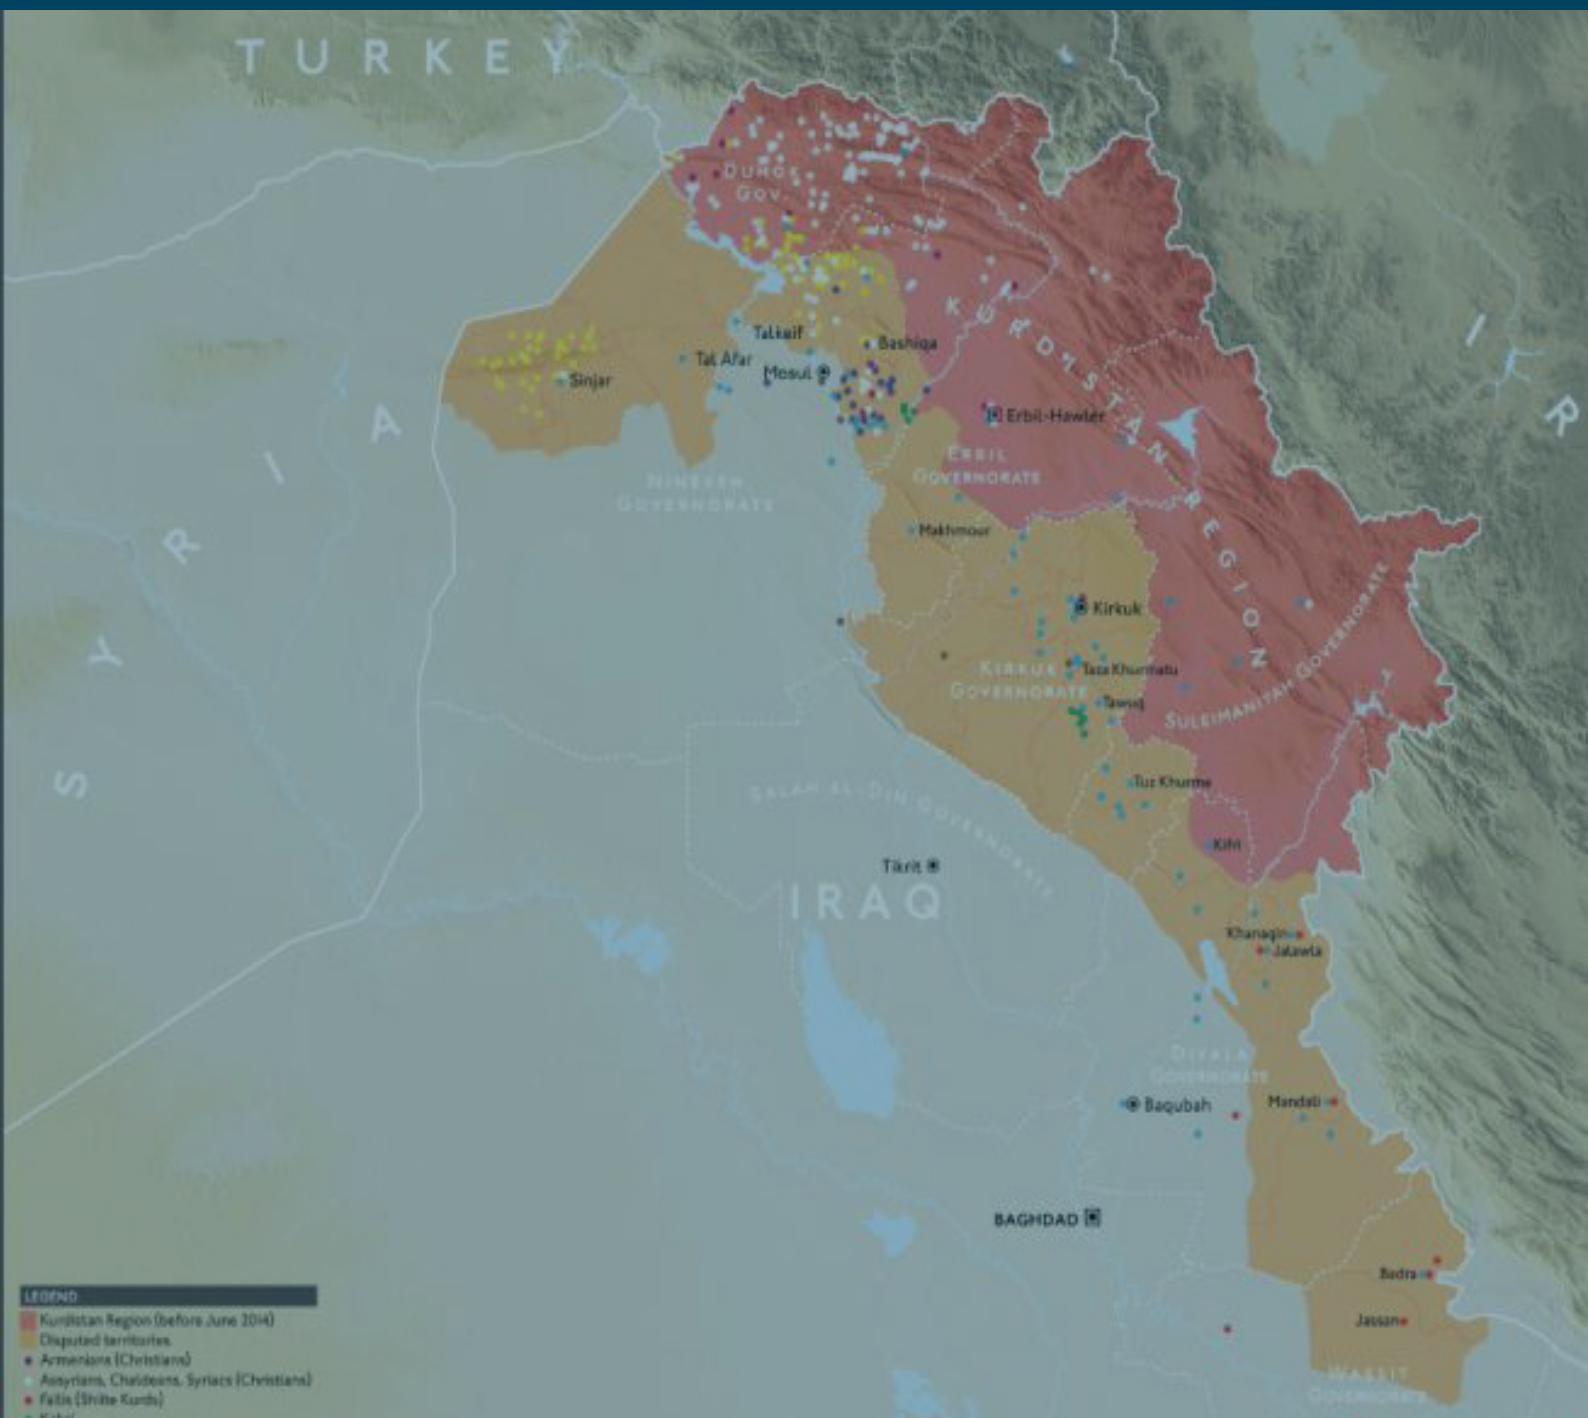 TURKEY
DUHOK
GOV.
KURDISTAN REGION
IR
SYRIA
Talkeif
Bashiqa
Tal Afar
Mosul
Sinjar
Erbil-Hawler
ERBIL
GOVERNORATE
NINEVEH
GOVERNORATE
Makhmour
Kirkuk
KIRKUK
GOVERNORATE
Taza Khurmatu
Tawuq
SULEIMANIYAH GOVERNORATE
Tuz Khurma
SALAH AL-DIN GOVERNORATE
Kifri
Tikrit
IRAQ
Khanaqin
Jalawla
DIYALA
GOVERNORATE
Baqubah
Mandali
BAGHDAD
Badra
Jassan
WASSIT
GOVERNORATE
LEGEND
Kurdistan Region (before June 2014)
Disputed territories
Armenians (Christians)
Assyrians, Chaldeans, Syriacs (Christians)
Failis (Shiite Kurds)